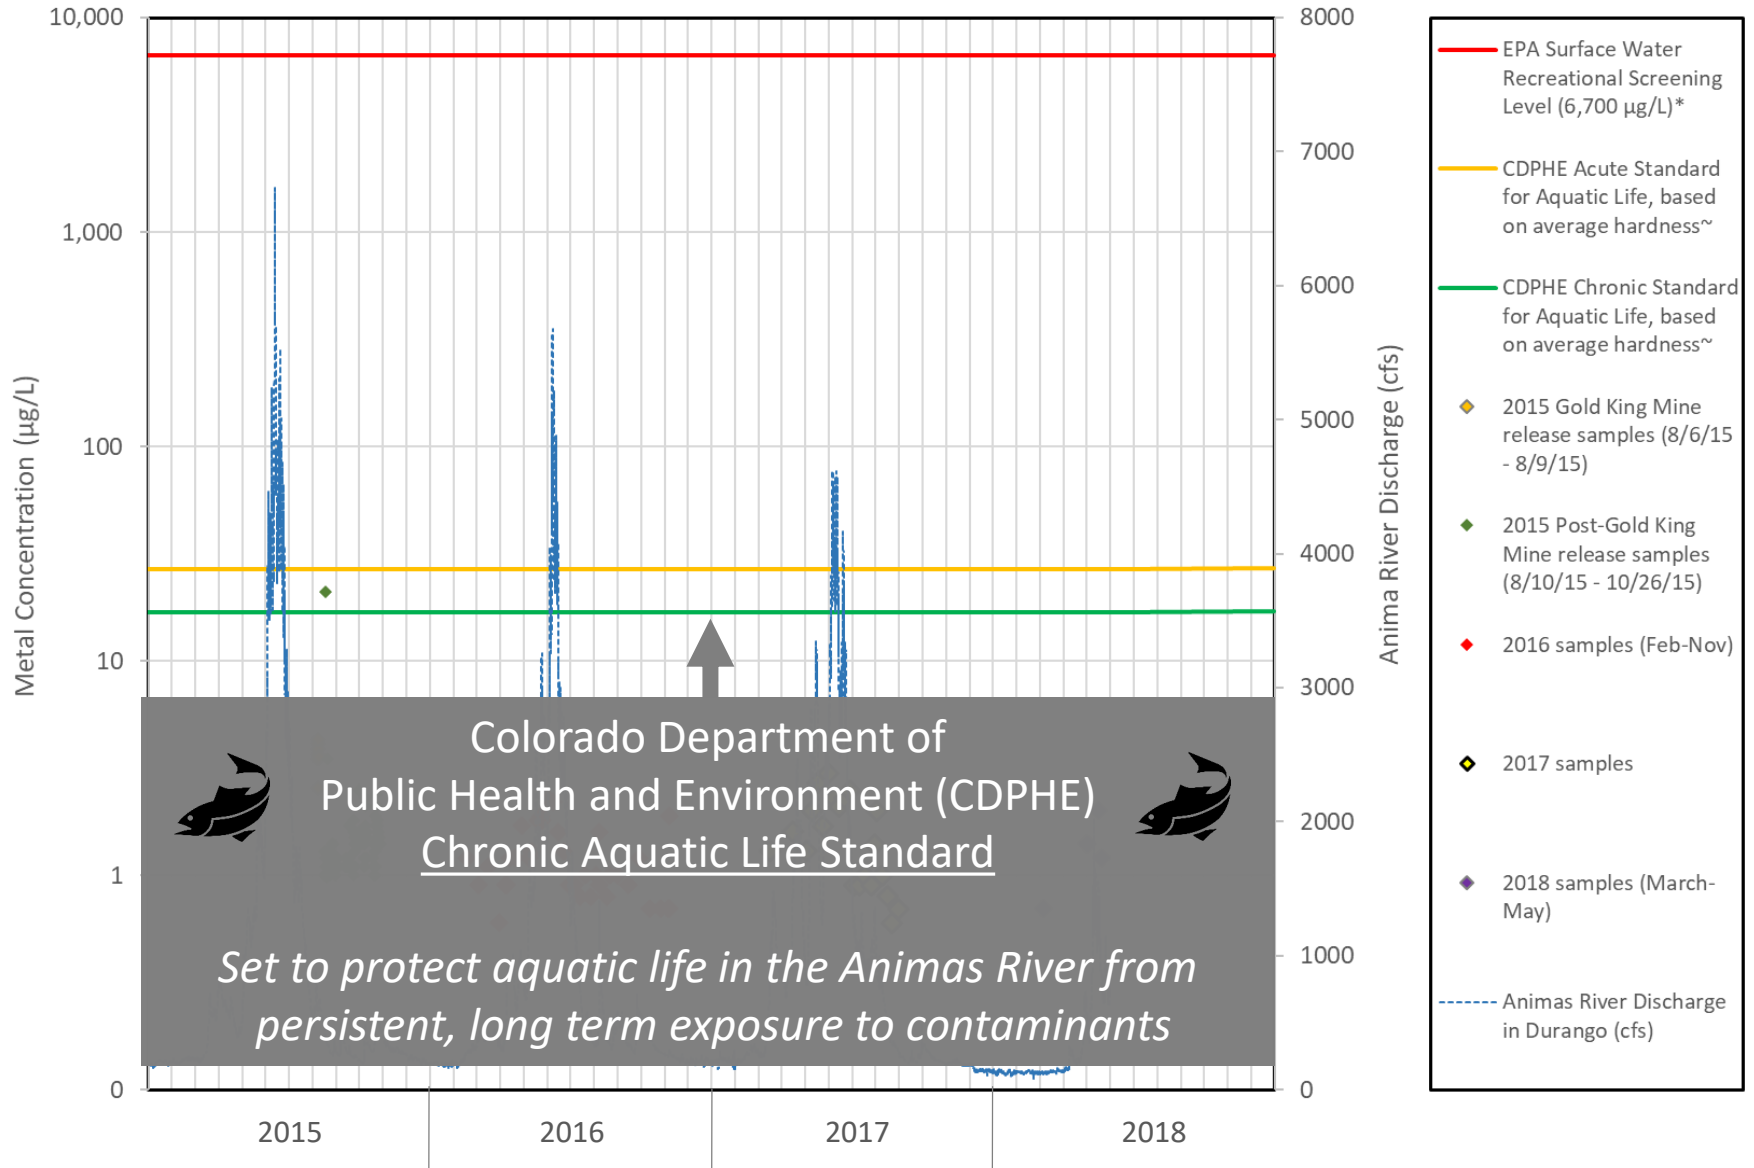 10,000
1,000
100
10
1
0
Metal Concentration (µg/L)
8000
7000
6000
5000
4000
3000
2000
1000
0
Anima River Discharge (cfs)
2015
2016
2017
2018
Colorado Department of
Public Health and Environment (CDPHE)
Chronic Aquatic Life Standard
Set to protect aquatic life in the Animas River from
persistent, long term exposure to contaminants
EPA Surface Water
Recreational Screening
Level (6,700 µg/L)*
CDPHE Acute Standard
for Aquatic Life, based
on average hardness~
CDPHE Chronic Standard
for Aquatic Life, based
on average hardness~
2015 Gold King Mine
release samples (8/6/15
- 8/9/15)
2015 Post-Gold King
Mine release samples
(8/10/15 - 10/26/15)
2016 samples (Feb-Nov)
2017 samples
2018 samples (March-
May)
Animas River Discharge
in Durango (cfs)